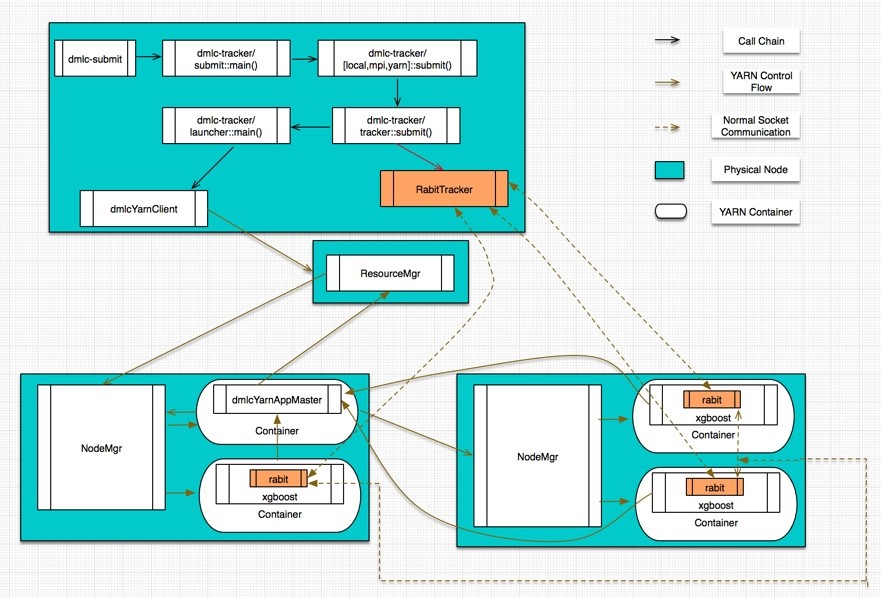 dmlc-submit
dmlc-tracker/
submit::main()
dmlc-tracker/
[local,mpi,yarn]::submit()
dmlc-tracker/
launcher::main()
dmlc-tracker/
tracker::submit()
dmlcYarnClient
RabitTracker
ResourceMgr
Call Chain
YARN Control
Flow
Normal Socket
Communication
Physical Node
YARN Container
NodeMgr
dmlcYarnAppMaster
Container
rabit
xgboost
Container
NodeMgr
rabit
xgboost
Container
rabit
xgboost
Container